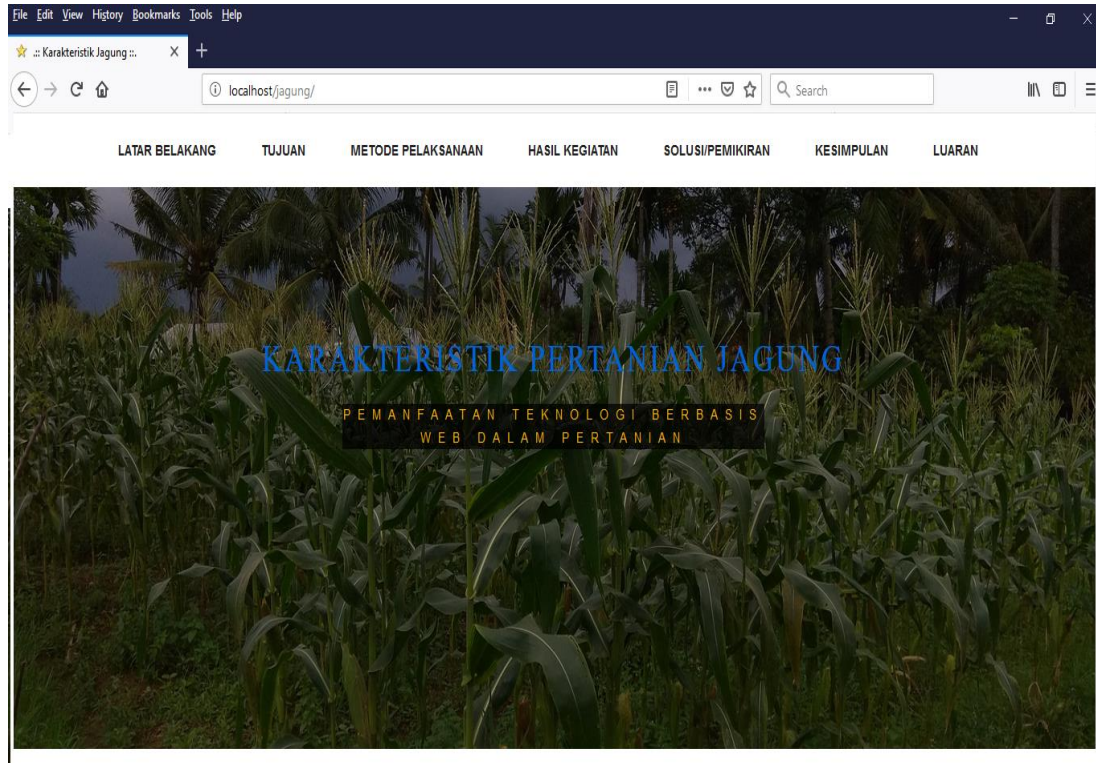 File Edit View History Bookmarks Tools Help
.:: Karakteristik Jagung ::.
localhost/jagung/
Search
LATAR BELAKANG TUJUAN METODE PELAKSANAAN HASIL KEGIATAN SOLUSI/PEMIKIRAN KESIMPULAN LUARAN
KARAKTERISTIK PERTANIAN JAGUNG
PEMANFAATAN TEKNOLOGI BERBASIS
WEB DALAM PERTANIAN